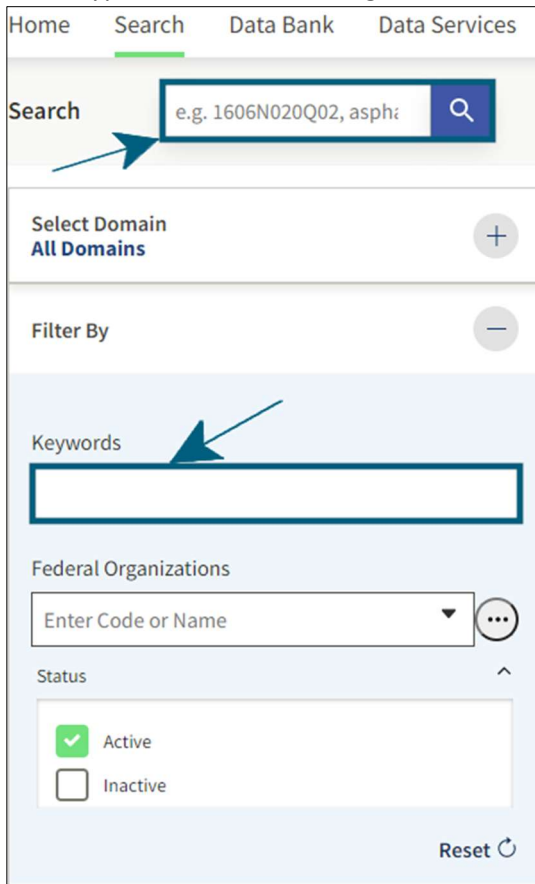 Home Search Data Bank Data Services
Search e.g. 1606N020Q02, aspha
Select Domain
All Domains
Filter By
Keywords
Federal Organizations
Enter Code or Name
Status
Active
Inactive
Reset